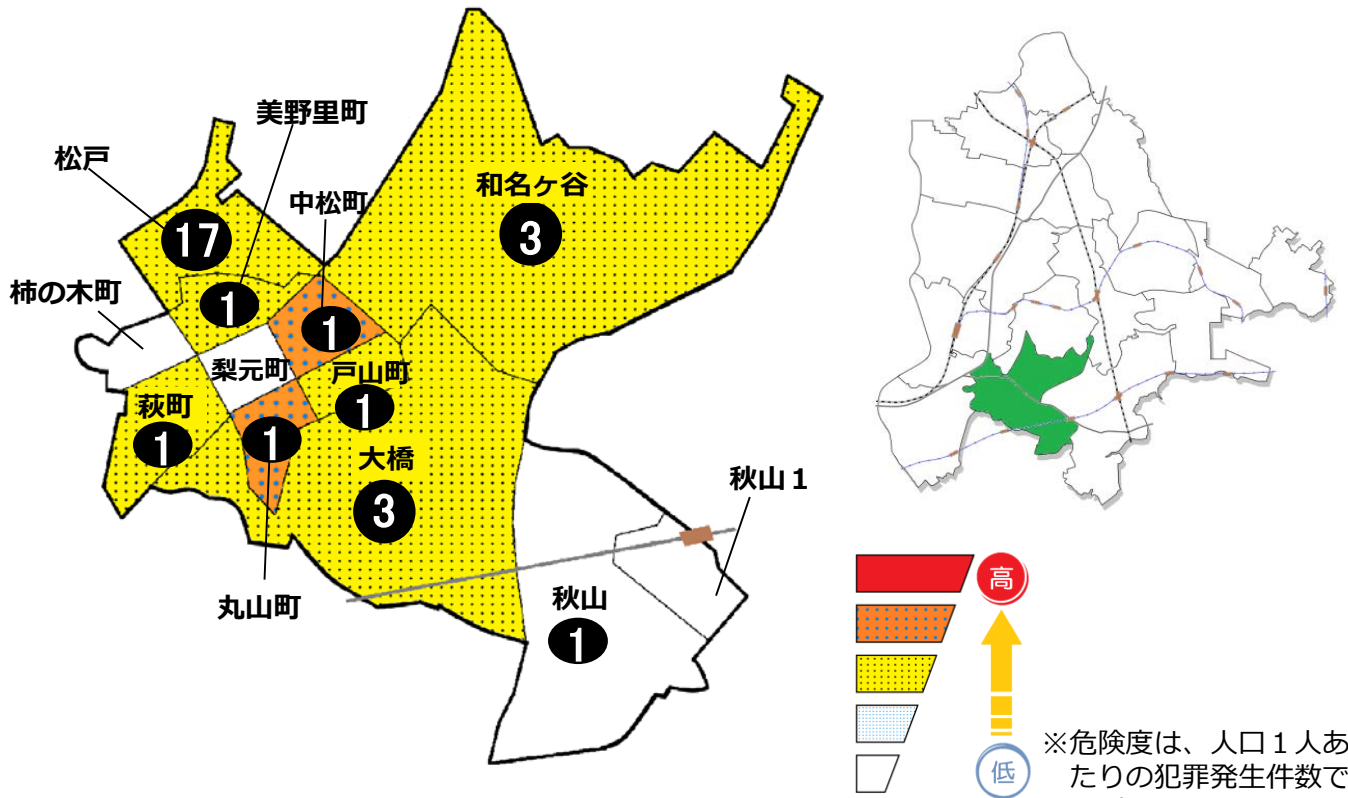 美野里町
松戸
和名ヶ谷
中松町
17
3
柿の木町
1
1
梨元町
戸山町
萩町
1
1
1
大橋
3
秋山１
丸山町
秋山
1
高
低
※危険度は、人口１人あ
たりの犯罪発生件数で